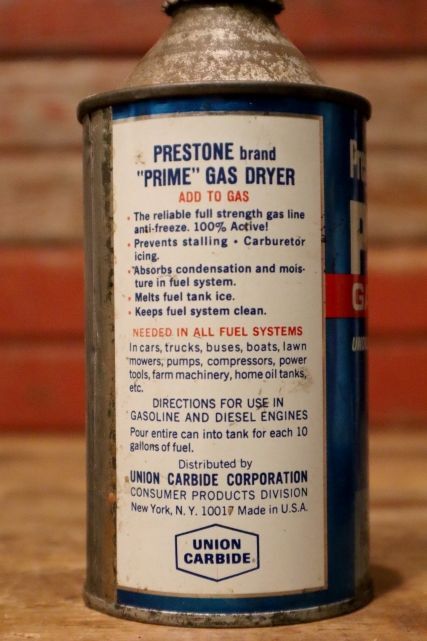 PRESTONE brand
"PRIME" GAS DRYER
ADD TO GAS
• The reliable full strength gas line
anti-freeze. 100% Active!
• Prevents stalling • Carburetor
icing.
• Absorbs condensation and mois-
ture in fuel system.
• Melts fuel tank ice.
• Keeps fuel system clean.
NEEDED IN ALL FUEL SYSTEMS
In cars, trucks, buses, boats, lawn
mowers, pumps, compressors, power
tools, farm machinery, home oil tanks,
etc.
DIRECTIONS FOR USE IN
GASOLINE AND DIESEL ENGINES
Pour entire can into tank for each 10
gallons of fuel.
Distributed by
UNION CARBIDE CORPORATION
CONSUMER PRODUCTS DIVISION
New York, N. Y. 10017 Made in U.S.A.
UNION
CARBIDE